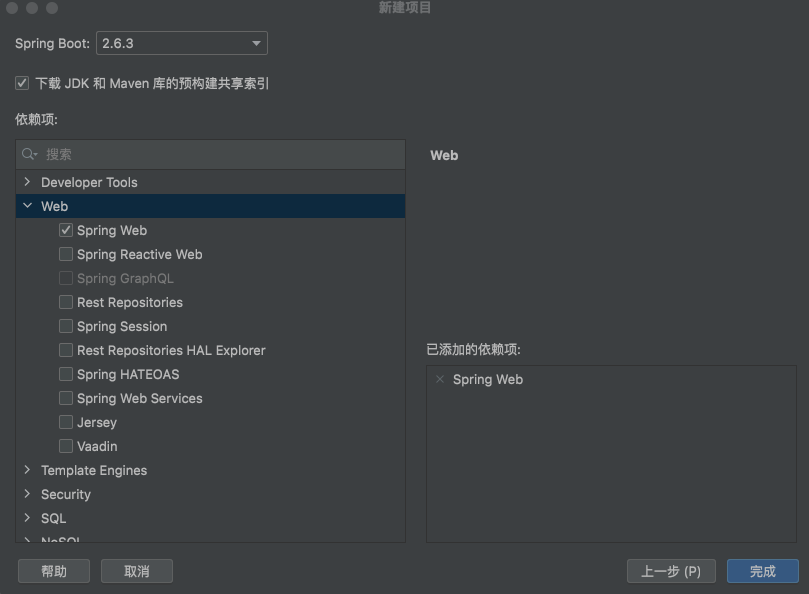 新建项目
Spring Boot: 2.6.3
下载 JDK 和 Maven 库的预构建共享索引
依赖项:
搜索
Developer Tools
Web
Spring Web
Spring Reactive Web
Spring GraphQL
Rest Repositories
Spring Session
Rest Repositories HAL Explorer
Spring HATEOAS
Spring Web Services
Jersey
Vaadin
Template Engines
Security
SQL
NoSQL
Web
已添加的依赖项:
Spring Web
帮助
取消
上一步 (P)
完成